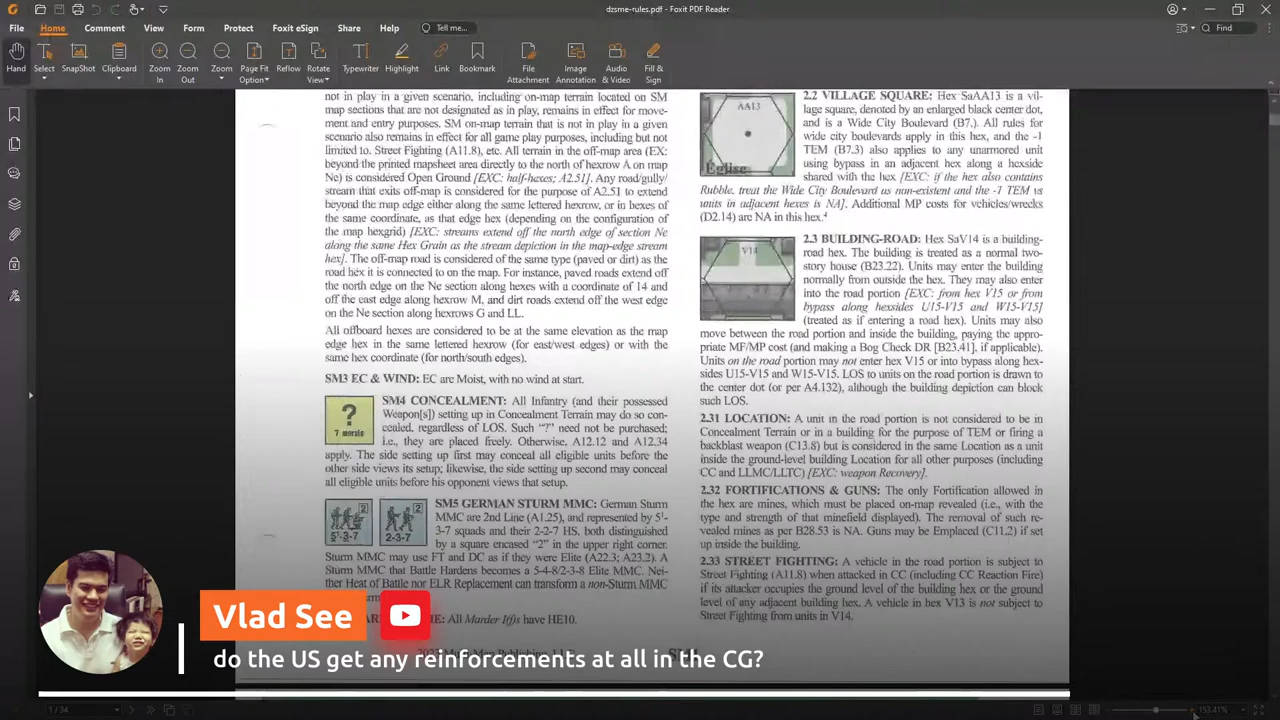 dzsme-rules.pdf - Foxit PDF Reader
File
Home
Comment
View
Form
Protect
Foxit eSign
Share
Help
Tell me...
Find
Hand
Select
SnapShot
Clipboard
Zoom In
Zoom Out
Zoom
Page Fit Option
Reflow
Rotate View
Typewriter
Highlight
Link
Bookmark
File Attachment
Image Annotation
Audio & Video
Fill & Sign
not in play in a given scenario, including on-map terrain located on SM
map sections that are not designated as in play, remains in effect for move-
ment and entry purposes. SM on-map terrain that is not in play in a given
scenario also remains in effect for all game play purposes, including but not
limited to, Street Fighting (A11.8), etc. All terrain in the off-map area (EX:
beyond the printed mapsheet area directly to the north of hexrow A on map
Ne) is considered Open Ground [EXC: half-hexes; A2.51]. Any road/gully/
stream that exits off-map is considered for the purpose of A2.51 to extend
beyond the map edge either along the same lettered hexrow, or in hexes of
the same coordinate, as that edge hex (depending on the configuration of
the map hexgrid) [EXC: streams extend off the north edge of section Ne
along the same Hex Grain as the stream depiction in the map-edge stream
hex]. The off-map road is considered of the same type (paved or dirt) as the
road hex it is connected to on the map. For instance, paved roads extend off
the north edge on the Ne section along hexes with a coordinate of 14 and
off the east edge along hexrow M, and dirt roads extend off the west edge
on the Ne section along hexrows G and LL.
All offboard hexes are considered to be at the same elevation as the map
edge hex in the same lettered hexrow (for east/west edges) or with the
same hex coordinate (for north/south edges).
SM3 EC & WIND: EC are Moist, with no wind at start.
?
7 morale
SM4 CONCEALMENT: All Infantry (and their possessed
Weapon[s]) setting up in Concealment Terrain may do so con-
cealed, regardless of LOS. Such "?" need not be purchased;
i.e., they are placed freely. Otherwise, A12.12 and A12.34
apply. The side setting up first may conceal all eligible units before the
other side views its setup; likewise, the side setting up second may conceal
all eligible units before his opponent views that setup.
2
5¹-3-7
2
2-3-7
SM5 GERMAN STURM MMC: German Sturm
MMC are 2nd Line (A1.25), and represented by 5¹-
3-7 squads and their 2-2-7 HS, both distinguished
by a square encased "2" in the upper right corner.
Sturm MMC may use FT and DC as if they were Elite (A22.3; A23.2). A
Sturm MMC that Battle Hardens becomes a 5-4-8/2-3-8 Elite MMC. Nei-
ther Heat of Battle nor ELR Replacement can transform a non-Sturm MMC
All Marder I(f)s have HE10.
AA13
Eglise
2.2 VILLAGE SQUARE: Hex SaAA13 is a vil-
lage square, denoted by an enlarged black center dot,
and is a Wide City Boulevard (B7.). All rules for
wide city boulevards apply in this hex, and the -1
TEM (B7.3) also applies to any unarmored unit
using bypass in an adjacent hex along a hexside
shared with the hex [EXC: if the hex also contains
Rubble, treat the Wide City Boulevard as non-existent and the -1 TEM vs
units in adjacent hexes is NA]. Additional MP costs for vehicles/wrecks
(D2.14) are NA in this hex.⁴
V14
2.3 BUILDING-ROAD: Hex SaV14 is a building-
road hex. The building is treated as a normal two-
story house (B23.22). Units may enter the building
normally from outside the hex. They may also enter
into the road portion [EXC: from hex V15 or from
bypass along hexsides U15-V15 and W15-V15]
(treated as if entering a road hex). Units may also
move between the road portion and inside the building, paying the appro-
priate MF/MP cost (and making a Bog Check DR [B23.41], if applicable).
Units on the road portion may not enter hex V15 or into bypass along hex-
sides U15-V15 and W15-V15. LOS to units on the road portion is drawn to
the center dot (or per A4.132), although the building depiction can block
such LOS.
2.31 LOCATION: A unit in the road portion is not considered to be in
Concealment Terrain or in a building for the purpose of TEM or firing a
backblast weapon (C13.8) but is considered in the same Location as a unit
inside the ground-level building Location for all other purposes (including
CC and LLMC/LLTC) [EXC: weapon Recovery].
2.32 FORTIFICATIONS & GUNS: The only Fortification allowed in
the hex are mines, which must be placed on-map revealed (i.e., with the
type and strength of that minefield displayed). The removal of such re-
vealed mines as per B28.53 is NA. Guns may be Emplaced (C11.2) if set
up inside the building.
2.33 STREET FIGHTING: A vehicle in the road portion is subject to
Street Fighting (A11.8) when attacked in CC (including CC Reaction Fire)
if its attacker occupies the ground level of the building hex or the ground
level of any adjacent building hex. A vehicle in hex V13 is not subject to
Street Fighting from units in V14.
Vlad See
do the US get any reinforcements at all in the CG?
1 / 34
153.41%